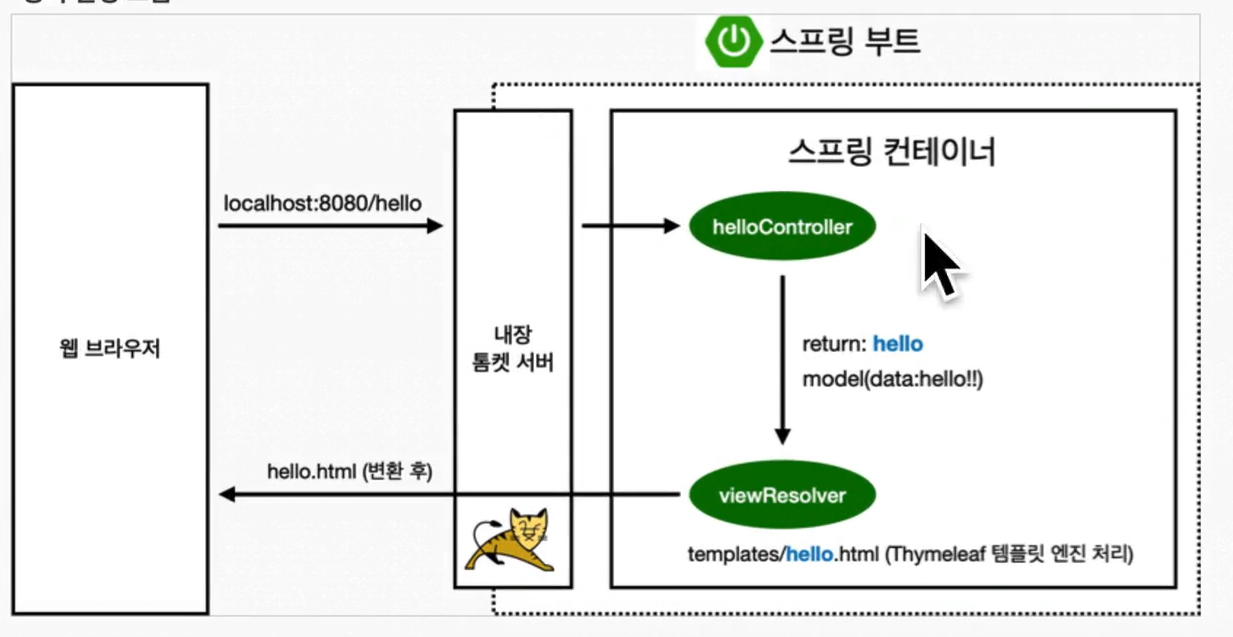 스프링 부트
스프링 컨테이너
localhost:8080/hello
helloController
웹 브라우저
내장
톰켓 서버
return: hello
model(data:hello!!)
hello.html (변환 후)
viewResolver
templates/hello.html (Thymeleaf 템플릿 엔진 처리)